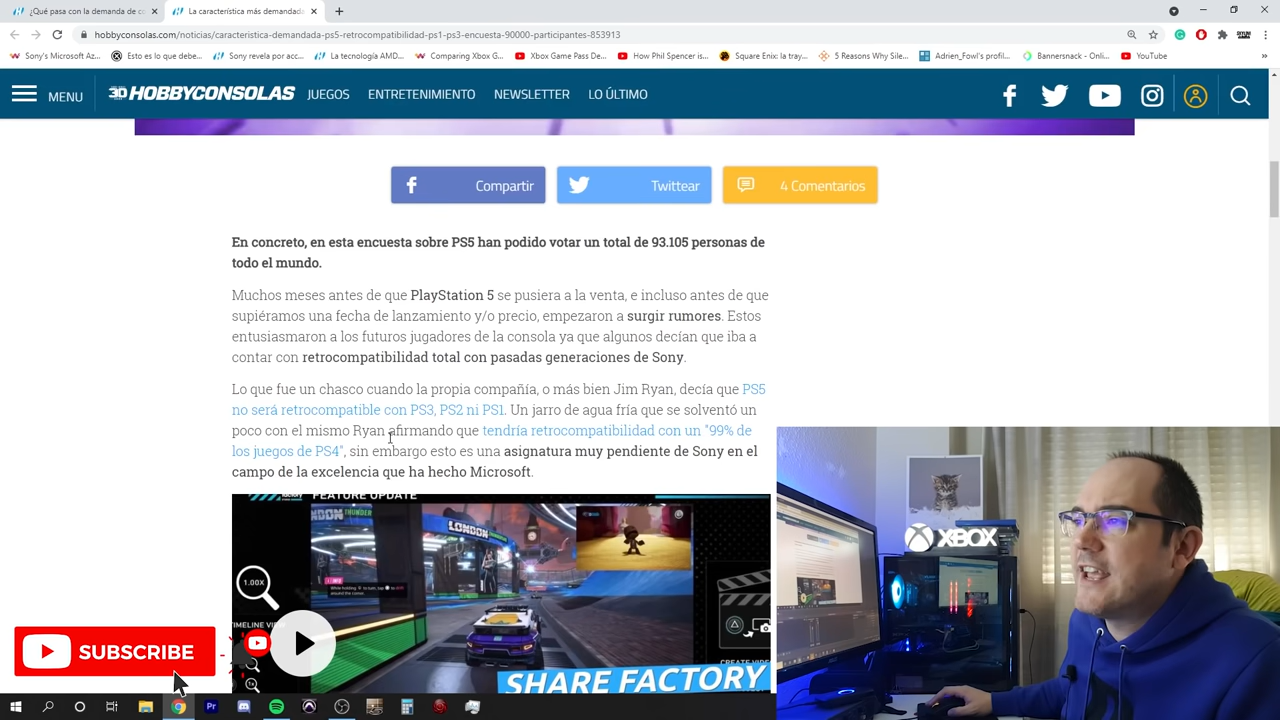 ¿Qué pasa con la demanda de ca
La característica más demandada
hobbyconsolas.com/noticias/caracteristica-demandada-ps5-retrocompatibilidad-ps1-ps3-encuesta-90000-participantes-853913
Sony's Microsoft Az...
Esto es lo que debe...
Sony revela por acc...
La tecnología AMD...
Comparing Xbox G...
Xbox Game Pass De...
How Phil Spencer is...
Square Enix: la tray...
5 Reasons Why Sile...
Adrien_Fowl's profil...
Bannersnack - Onli...
YouTube
MENU
HOBBYCONSOLAS
JUEGOS
ENTRETENIMIENTO
NEWSLETTER
LO ÚLTIMO
Compartir
Twittear
4 Comentarios
En concreto, en esta encuesta sobre PS5 han podido votar un total de 93.105 personas de
todo el mundo.
Muchos meses antes de que PlayStation 5 se pusiera a la venta, e incluso antes de que
supiéramos una fecha de lanzamiento y/o precio, empezaron a surgir rumores. Estos
entusiasmaron a los futuros jugadores de la consola ya que algunos decían que iba a
contar con retrocompatibilidad total con pasadas generaciones de Sony.
Lo que fue un chasco cuando la propia compañía, o más bien Jim Ryan, decía que PS5
no será retrocompatible con PS3, PS2 ni PS1. Un jarro de agua fría que se solventó un
poco con el mismo Ryan afirmando que tendría retrocompatibilidad con un "99% de
los juegos de PS4", sin embargo esto es una asignatura muy pendiente de Sony en el
campo de la excelencia que ha hecho Microsoft.
FEATURE UPDATE
LONDON
THUNDER
LONDON
1.00X
TIMELINE VIEW
CREATE VIDEO
SHARE FACTORY
XBOX
SUBSCRIBE